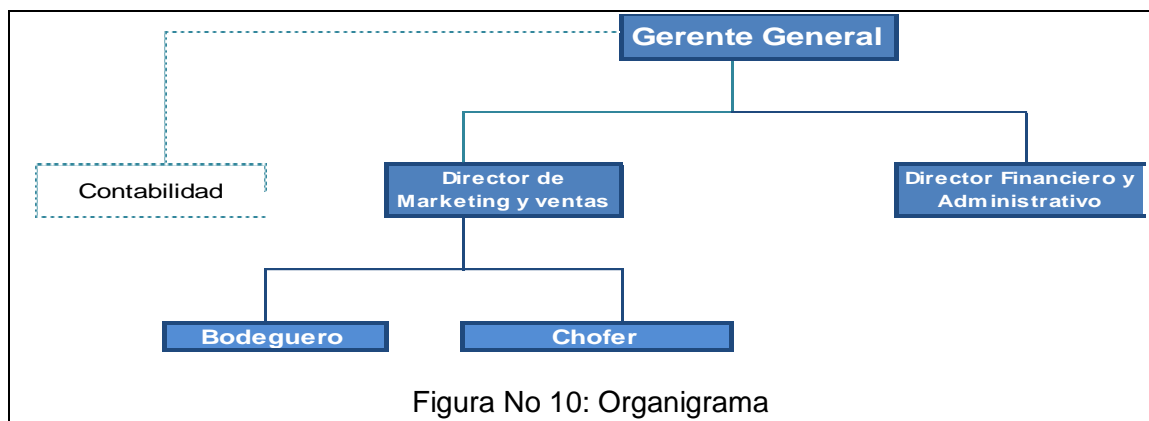 Gerente General
Contabilidad
Director de
Marketing y ventas
Director Financiero y
Administrativo
Bodeguero
Chofer
Figura No 10: Organigrama